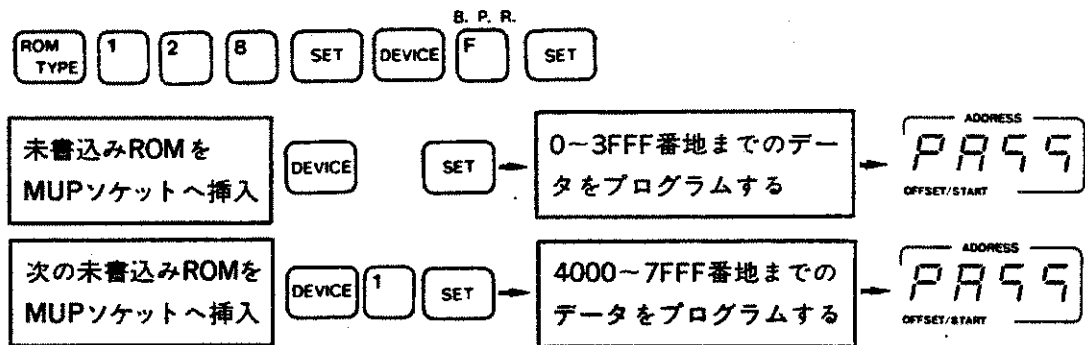 B. P. R.
ROM TYPE 1 2 8 SET DEVICE F SET
未書込みROMを
MUPソケットへ挿入
DEVICE SET
0~3FFF番地までのデー
タをプログラムする
ADDRESS
PASS
OFFSET/START
次の未書込みROMを
MUPソケットへ挿入
DEVICE 1 SET
4000~7FFF番地までの
データをプログラムする
ADDRESS
PASS
OFFSET/START